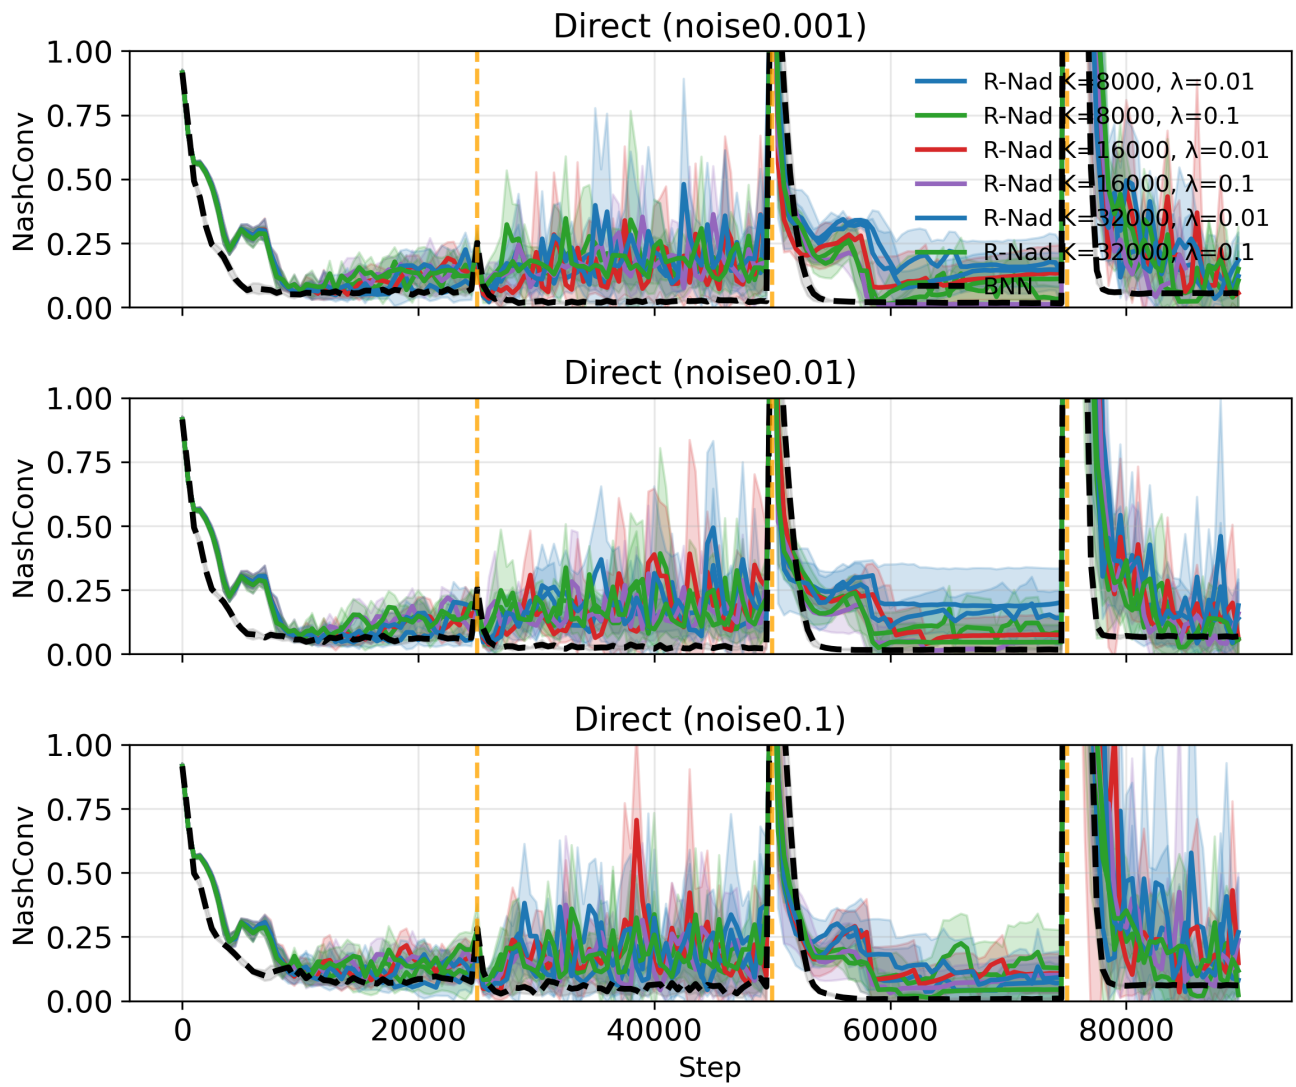 Direct (noise0.001)
NashConv
1.00
0.75
0.50
0.25
0.00
R-Nad K=8000, λ=0.01
R-Nad K=8000, λ=0.1
R-Nad K=16000, λ=0.01
R-Nad K=16000, λ=0.1
R-Nad K=32000, λ=0.01
R-Nad K=32000, λ=0.1
BNN
Direct (noise0.01)
NashConv
1.00
0.75
0.50
0.25
0.00
Direct (noise0.1)
NashConv
1.00
0.75
0.50
0.25
0.00
0 20000 40000 60000 80000
Step